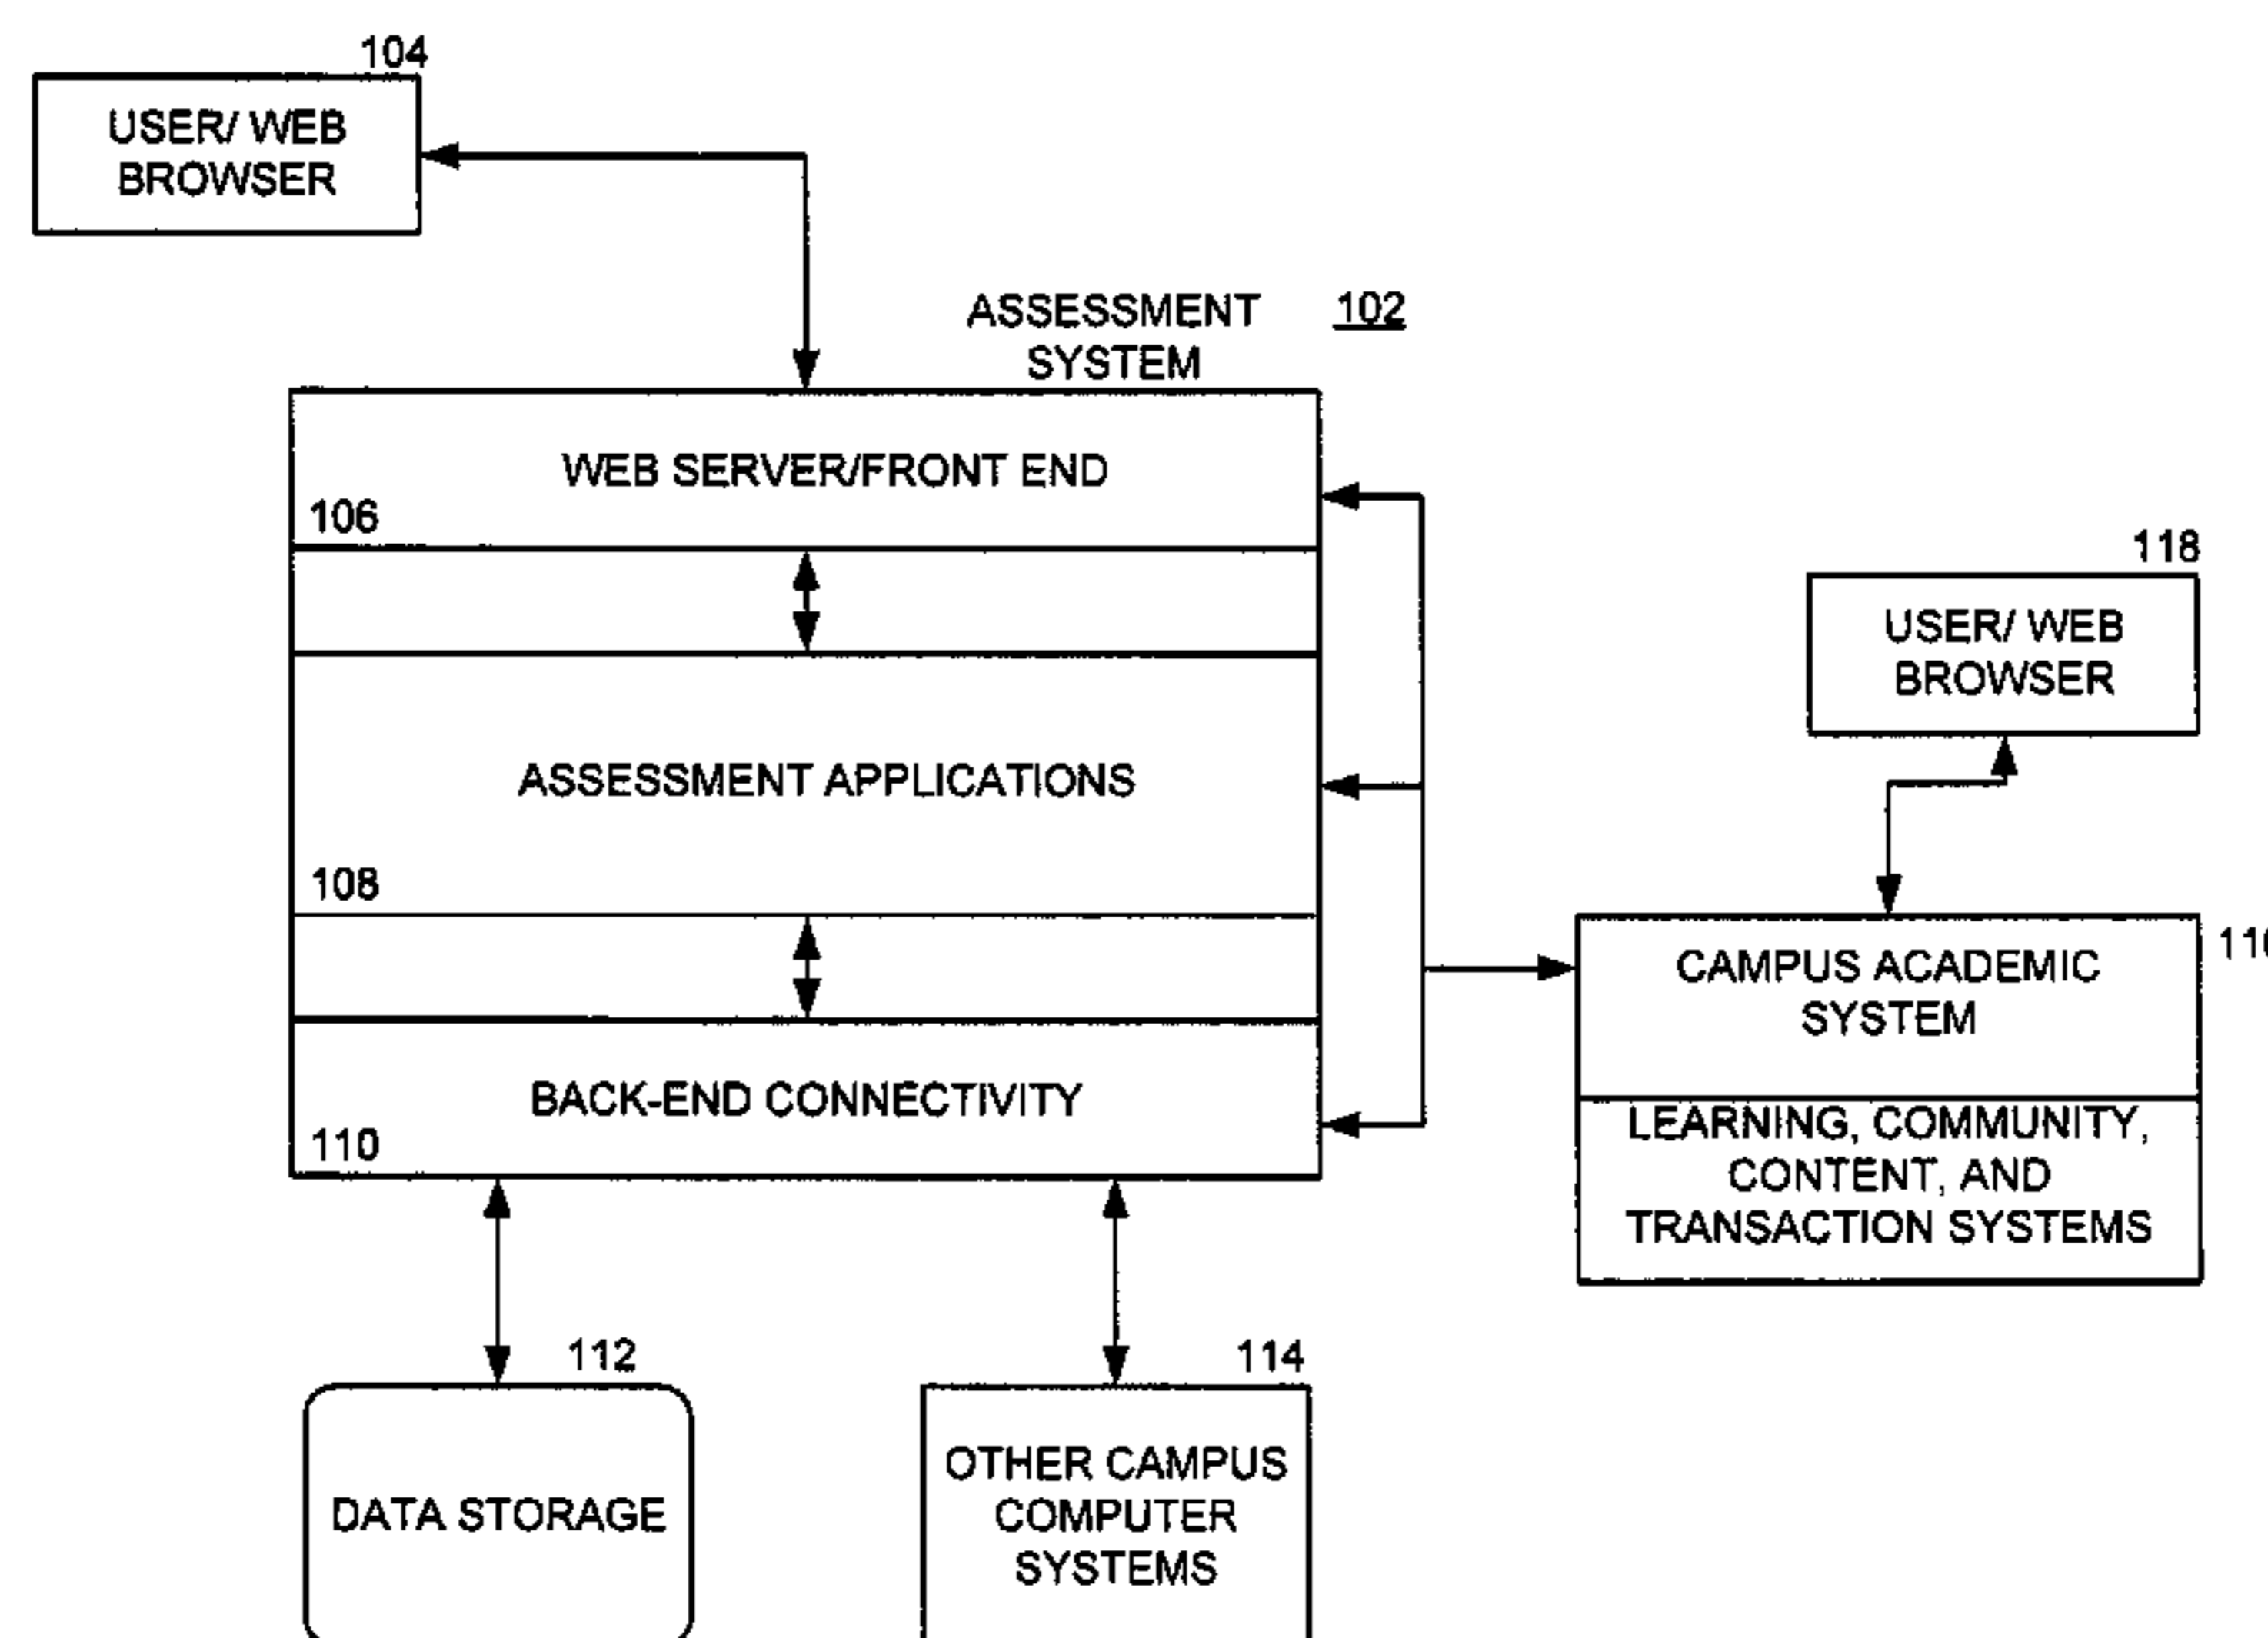 104
USER/ WEB
BROWSER
ASSESSMENT
SYSTEM
102
WEB SERVER/FRONT END
106
118
USER/ WEB
BROWSER
ASSESSMENT APPLICATIONS
108
CAMPUS ACADEMIC
SYSTEM
LEARNING, COMMUNITY,
CONTENT, AND
TRANSACTION SYSTEMS
BACK-END CONNECTIVITY
110
112
DATA STORAGE
114
OTHER CAMPUS
COMPUTER
SYSTEMS